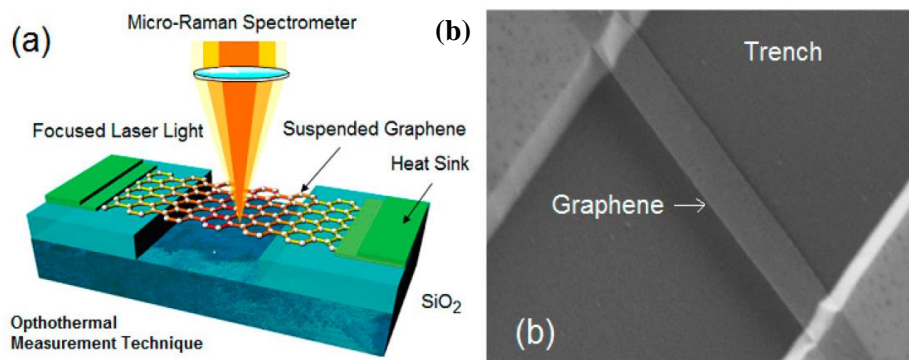 Micro-Raman Spectrometer
(a)
Focused Laser Light
Suspended Graphene
Heat Sink
SiO2
Opthothermal
Measurement Technique
(b)
Trench
Graphene
(b)